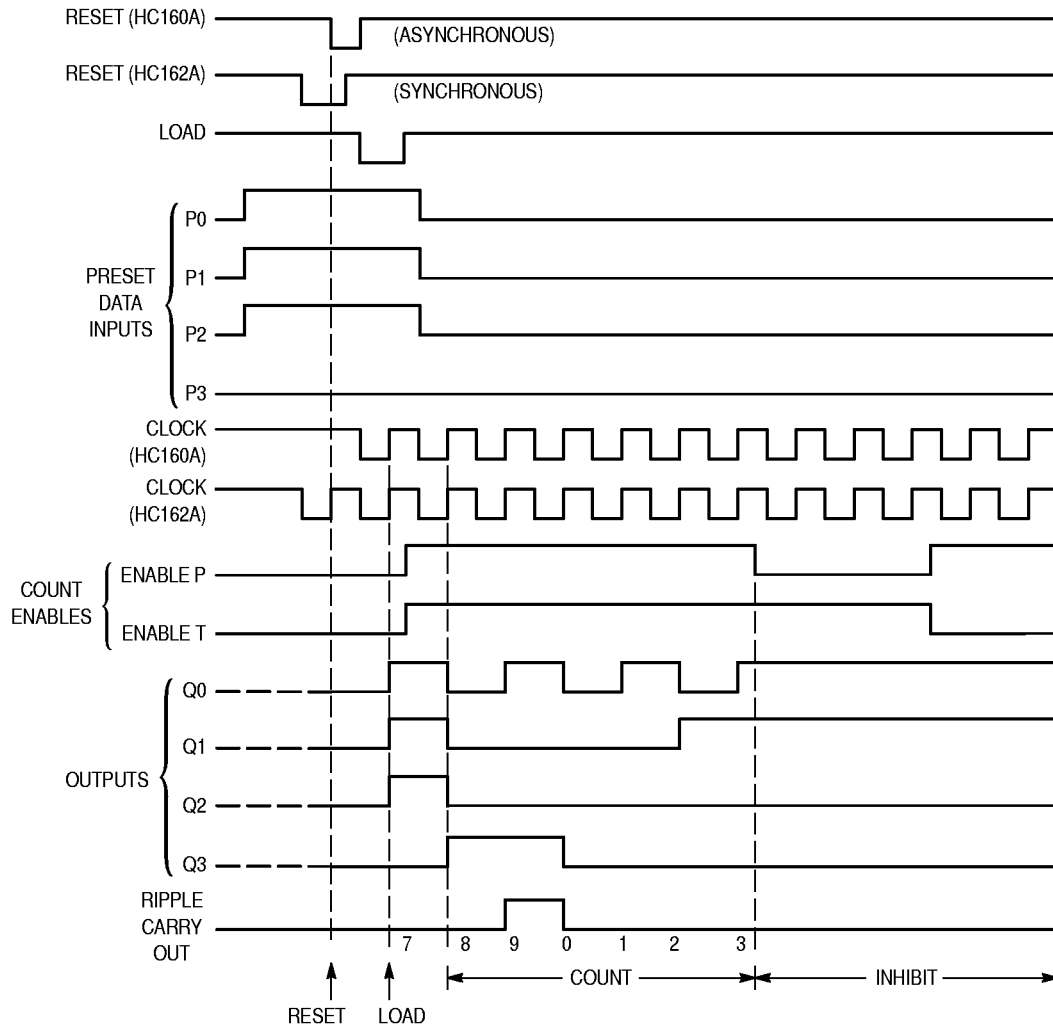 RESET (HC160A)
(ASYNCHRONOUS)
RESET (HC162A)
(SYNCHRONOUS)
LOAD
PRESET
DATA
INPUTS
P0
P1
P2
P3
CLOCK
(HC160A)
CLOCK
(HC162A)
COUNT
ENABLES
ENABLE P
ENABLE T
OUTPUTS
Q0
Q1
Q2
Q3
RIPPLE
CARRY
OUT
7 8 9 0 1 2 3
COUNT
INHIBIT
RESET
LOAD